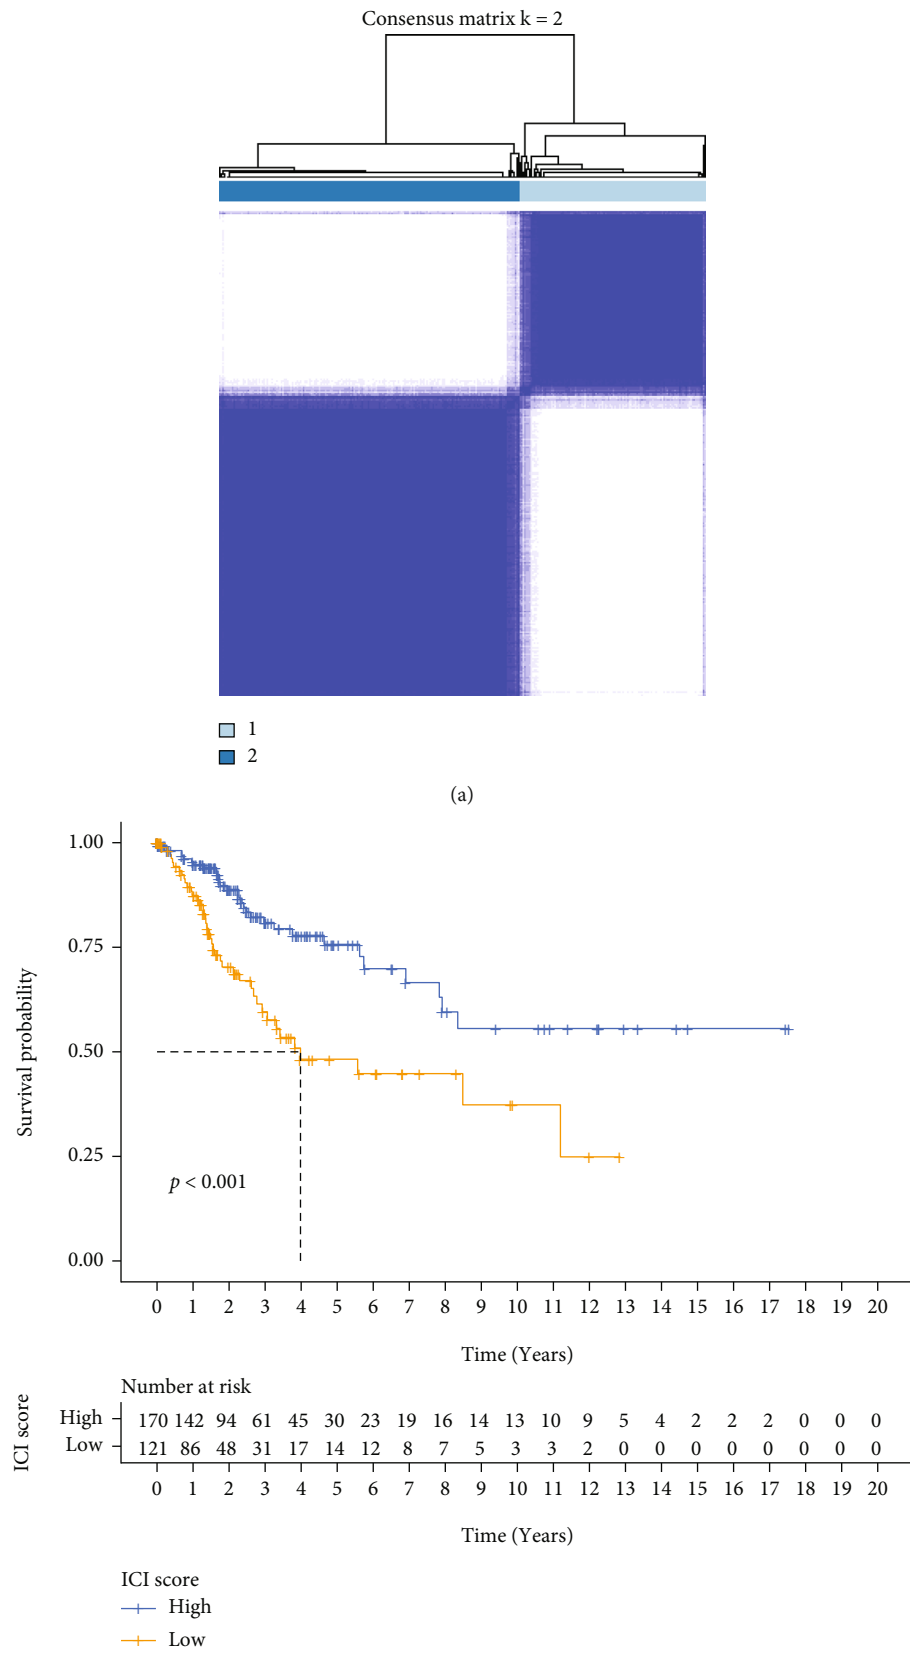 Consensus matrix k = 2
1
2
(a)
1.00
0.75
0.50
0.25
0.00
Survival probability
p < 0.001
0 1 2 3 4 5 6 7 8 9 10 11 12 13 14 15 16 17 18 19 20
Time (Years)
Number at risk
ICI score
High 170 142 94 61 45 30 23 19 16 14 13 10 9 5 4 2 2 2 0 0 0
Low 121 86 48 31 17 14 12 8 7 5 3 3 2 0 0 0 0 0 0 0 0
0 1 2 3 4 5 6 7 8 9 10 11 12 13 14 15 16 17 18 19 20
Time (Years)
ICI score
High
Low